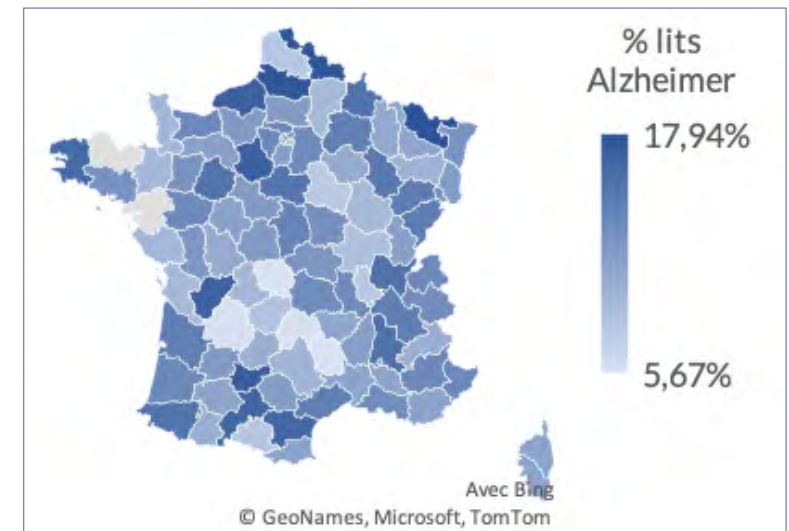 % lits
Alzheimer
17,94%
5,67%
Avec Bing
© GeoNames, Microsoft, TomTom